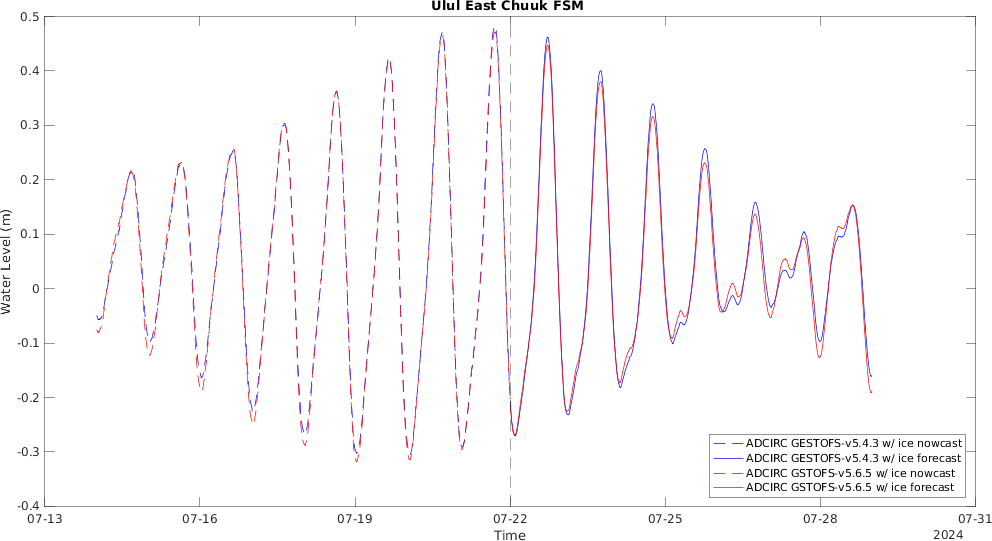 Ulul East Chuuk FSM
0.5
0.4
0.3
0.2
0.1
0
-0.1
-0.2
-0.3
-0.4
Water Level (m)
07-13
07-16
07-19
07-22
07-25
07-28
07-31
Time
2024
ADCIRC GESTOFS-v5.4.3 w/ ice nowcast
ADCIRC GESTOFS-v5.4.3 w/ ice forecast
ADCIRC GSTOFS-v5.6.5 w/ ice nowcast
ADCIRC GSTOFS-v5.6.5 w/ ice forecast